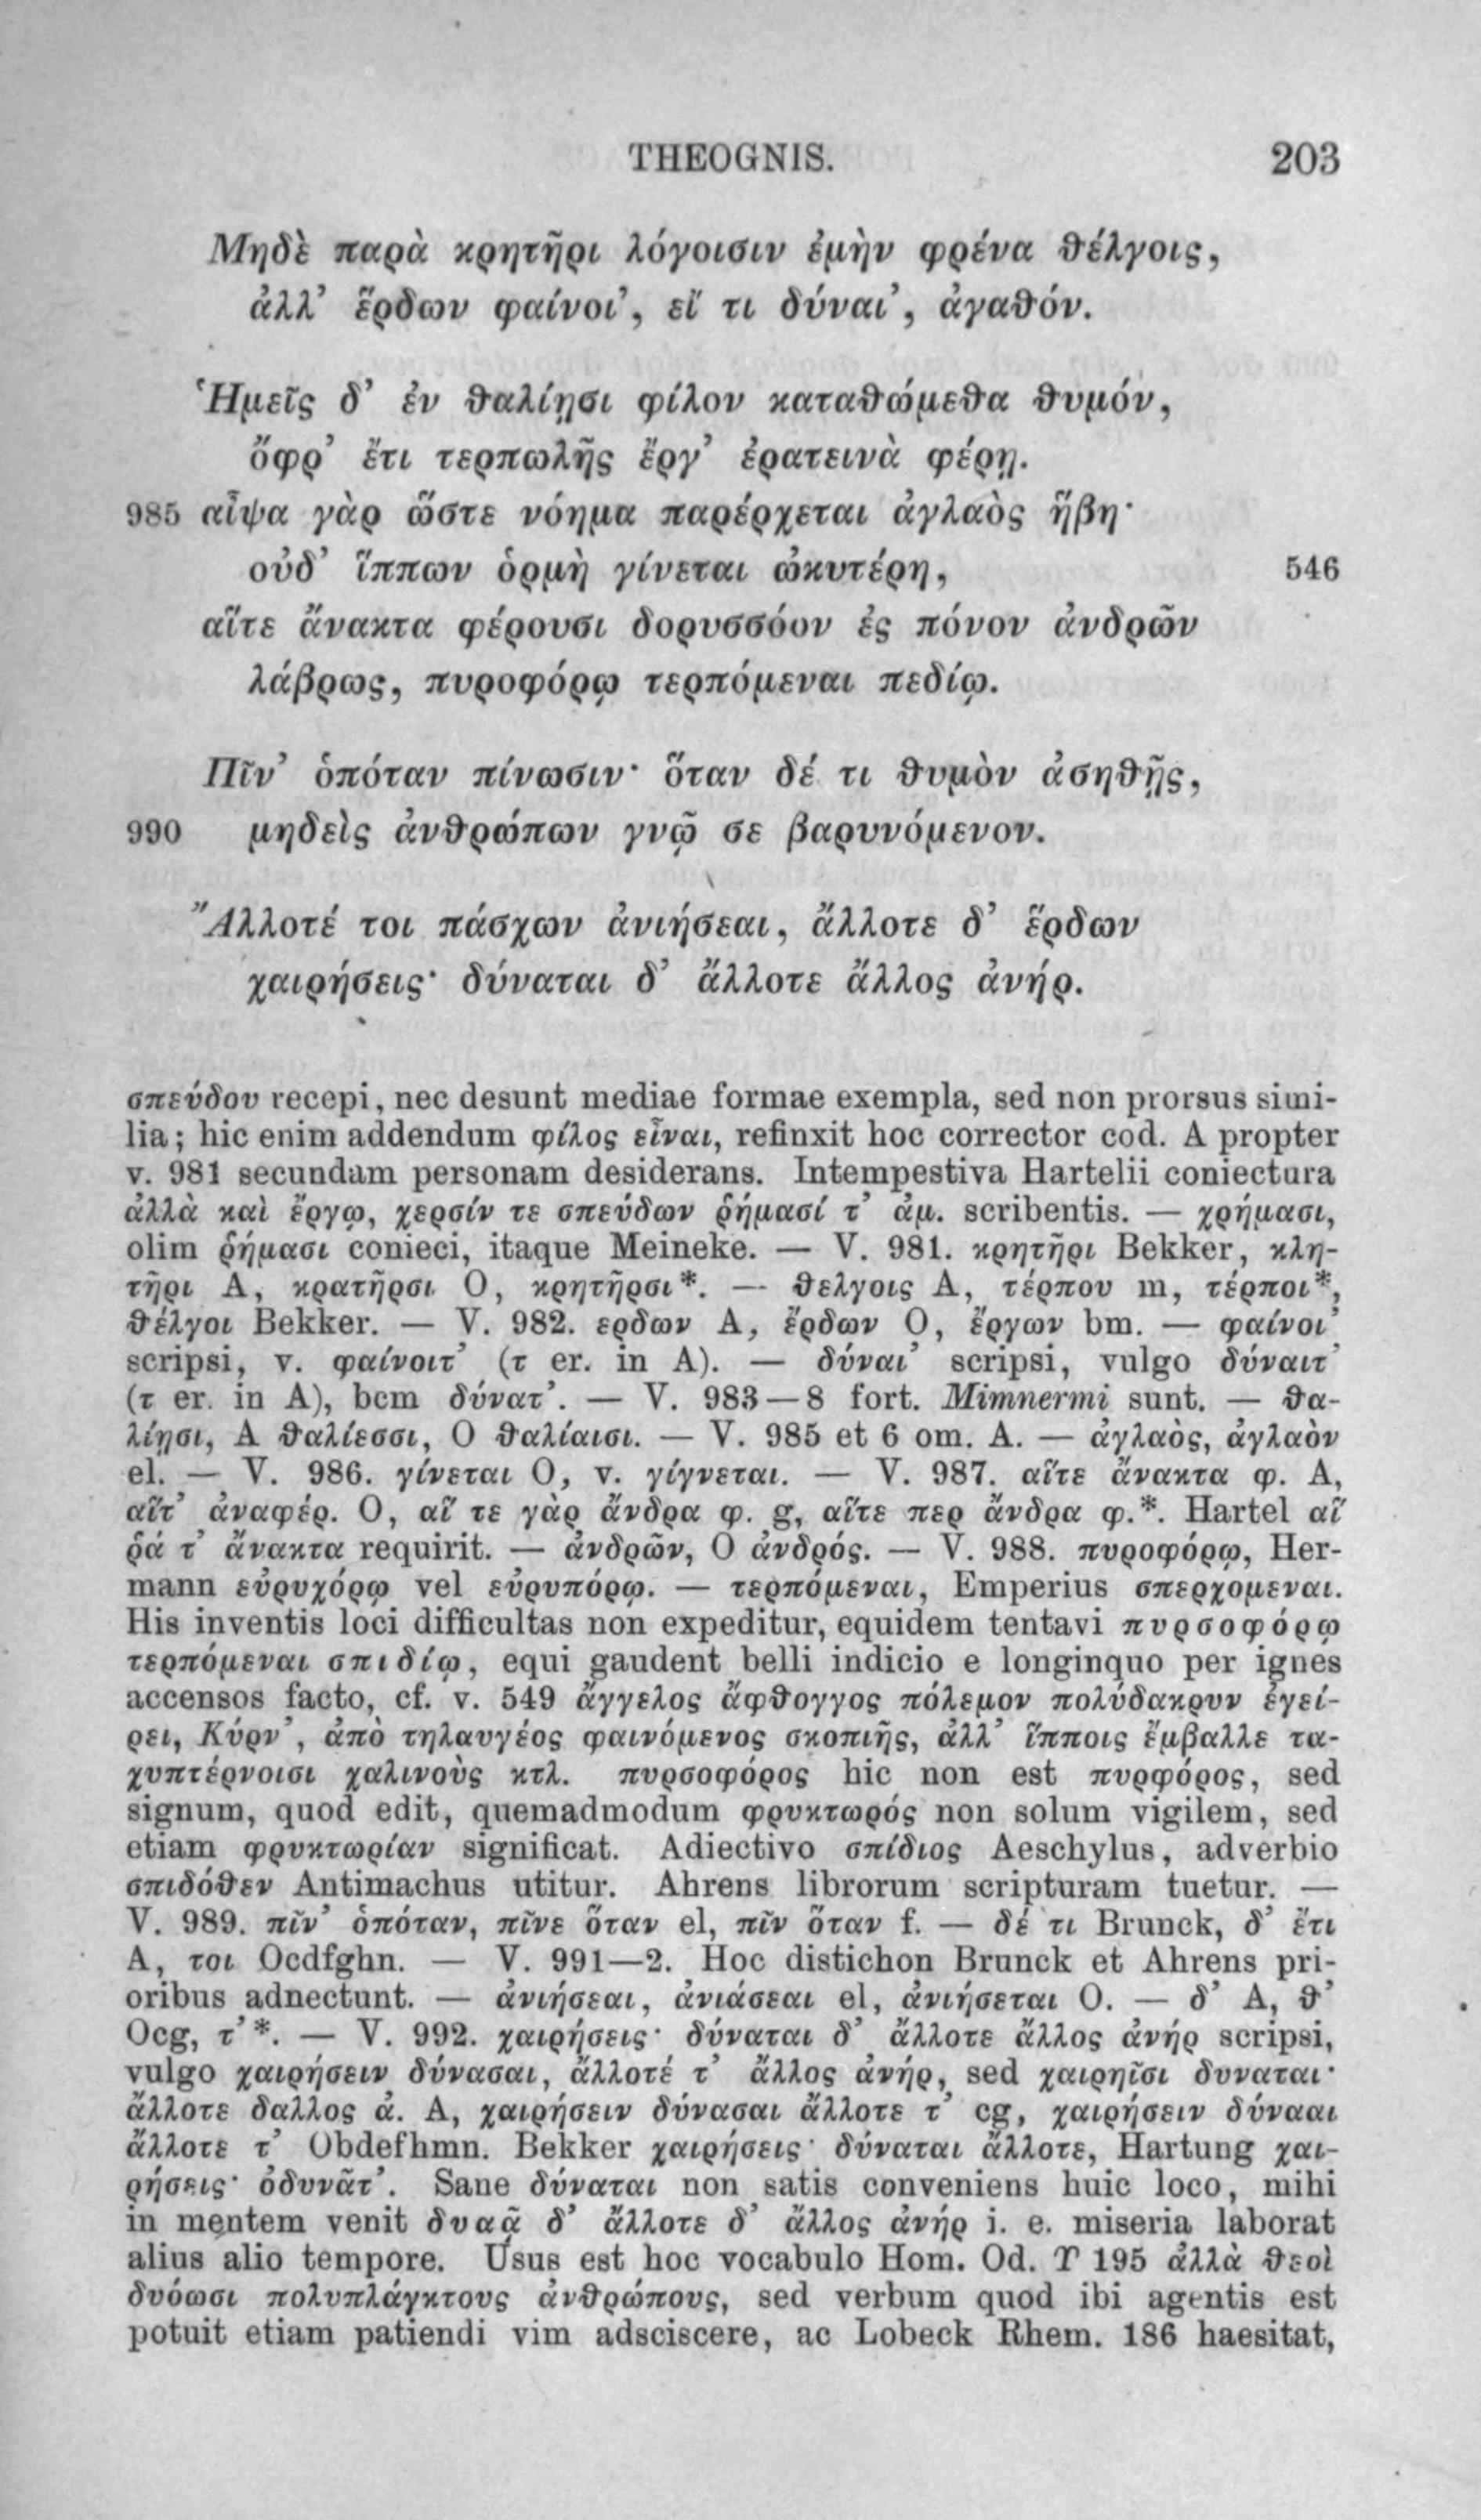 THEOGNIS. 203
Μηδὲ παρὰ κρητῆρι λόγοισιν ἐμὴν φρένα θέλγοις,
ἀλλ’ ἔρδων φαίνοι’, εἴ τι δύναι’, ἀγαθόν.
Ἡμεῖς δ’ ἐν θαλίῃσι φίλον καταθώμεθα θυμόν,
ὄφρ’ ἔτι τερπωλῆς ἔργ’ ἐρατεινὰ φέρῃ.
985 αἶψα γὰρ ὥστε νόημα παρέρχεται ἀγλαὸς ἥβη·
οὐδ’ ἵππων ὁρμὴ γίνεται ὠκυτέρη, 546
αἵτε ἄνακτα φέρουσι δορυσσόον ἐς πόνον ἀνδρῶν
λάβρως, πυροφόρῳ τερπόμεναι πεδίῳ.
Πῖν’ ὁπόταν πίνωσιν· ὅταν δέ τι θυμὸν ἀσηθῇς,
990 μηδεὶς ἀνθρώπων γνῷ σε βαρυνόμενον.
Ἄλλοτέ τοι πάσχων ἀνιήσεαι, ἄλλοτε δ’ ἔρδων
χαιρήσεις· δύναται δ’ ἄλλοτε ἄλλος ἀνήρ.
σπεύδου recepi, nec desunt mediae formae exempla, sed non prorsus simi-
lia; hic enim addendum φίλος εἶναι, refinxit hoc corrector cod. A propter
v. 981 secundam personam desiderans. Intempestiva Hartelii coniectura
ἀλλὰ καὶ ἔργῳ, χερσίν τε σπεύδων ῥήμασί τ’ ἀμ. scribentis. — χρήμασι,
olim ῥήμασι conieci, itaque Meineke. — V. 981. κρητῆρι Bekker, κλη-
τῆρι A, κρατῆρσι O, κρητῆρσι*. — θελγοις A, τέρπου m, τέρποι*,
θέλγοι Bekker. — V. 982. ερδων A, ἔρδων O, ἔργων bm. — φαίνοι’
scripsi, v. φαίνοιτ’ (τ er. in A). — δύναι’ scripsi, vulgo δύναιτ’
(τ er. in A), bcm δύνατ’. — V. 983—8 fort. Mimnermi sunt. — θα-
λίῃσι, A θαλίεσσι, O θαλίαισι. — V. 985 et 6 om. A. — ἀγλαὸς, ἀγλαὸν
el. — V. 986. γίνεται O, v. γίγνεται. — V. 987. αἵτε ἄνακτα φ. A,
αἵτ’ ἀναφέρ. O, αἵ τε γὰρ ἄνδρα φ. g, αἵτε περ ἄνδρα φ.*. Hartel αἵ
ῥά τ’ ἄνακτα requirit. — ἀνδρῶν, O ἀνδρός. — V. 988. πυροφόρῳ, Her-
mann εὐρυχόρῳ vel εὐρυπόρῳ. — τερπόμεναι, Emperius σπερχομεναι.
His inventis loci difficultas non expeditur, equidem tentavi πυρσοφόρῳ
τερπόμεναι σπιδίῳ, equi gaudent belli indicio e longinquo per ignes
accensos facto, cf. v. 549 ἄγγελος ἄφθογγος πόλεμον πολύδακρυν ἐγεί-
ρει, Κύρν’, ἀπὸ τηλαυγέος φαινόμενος σκοπιῆς, ἀλλ’ ἵπποις ἔμβαλλε τα-
χυπτέρνοισι χαλινοὺς κτλ. πυρσοφόρος hic non est πυρφόρος, sed
signum, quod edit, quemadmodum φρυκτωρός non solum vigilem, sed
etiam φρυκτωρίαν significat. Adiectivo σπίδιος Aeschylus, adverbio
σπιδόθεν Antimachus utitur. Ahrens librorum scripturam tuetur. —
V. 989. πῖν’ ὁπόταν, πῖνε ὅταν el, πῖν ὅταν f. — δέ τι Brunck, δ’ ἔτι
A, τοι Ocdfghn. — V. 991—2. Hoc distichon Brunck et Ahrens pri-
oribus adnectunt. — ἀνιήσεαι, ἀνιάσεαι el, ἀνιήσεται O. — δ’ A, θ’
Ocg, τ’*. — V. 992. χαιρήσεις· δύναται δ’ ἄλλοτε ἄλλος ἀνήρ scripsi,
vulgo χαιρήσειν δύνασαι, ἄλλοτέ τ’ ἄλλος ἀνήρ, sed χαιρηῖσι δυναται·
ἄλλοτε δαλλος ἀ. A, χαιρήσειν δύνασαι ἄλλοτε τ’ cg, χαιρήσειν δύνααι
ἄλλοτε τ’ Obdefhmn. Bekker χαιρήσεις· δύναται ἄλλοτε, Hartung χαι-
ρήσεις· ὀδυνᾶτ’. Sane δύναται non satis conveniens huic loco, mihi
in mentem venit δυαᾷ δ’ ἄλλοτε δ’ ἄλλος ἀνήρ i. e. miseria laborat
alius alio tempore. Usus est hoc vocabulo Hom. Od. Υ 195 ἀλλὰ θεοὶ
δυόωσι πολυπλάγκτους ἀνθρώπους, sed verbum quod ibi agentis est
potuit etiam patiendi vim adsciscere, ac Lobeck Rhem. 186 haesitat,